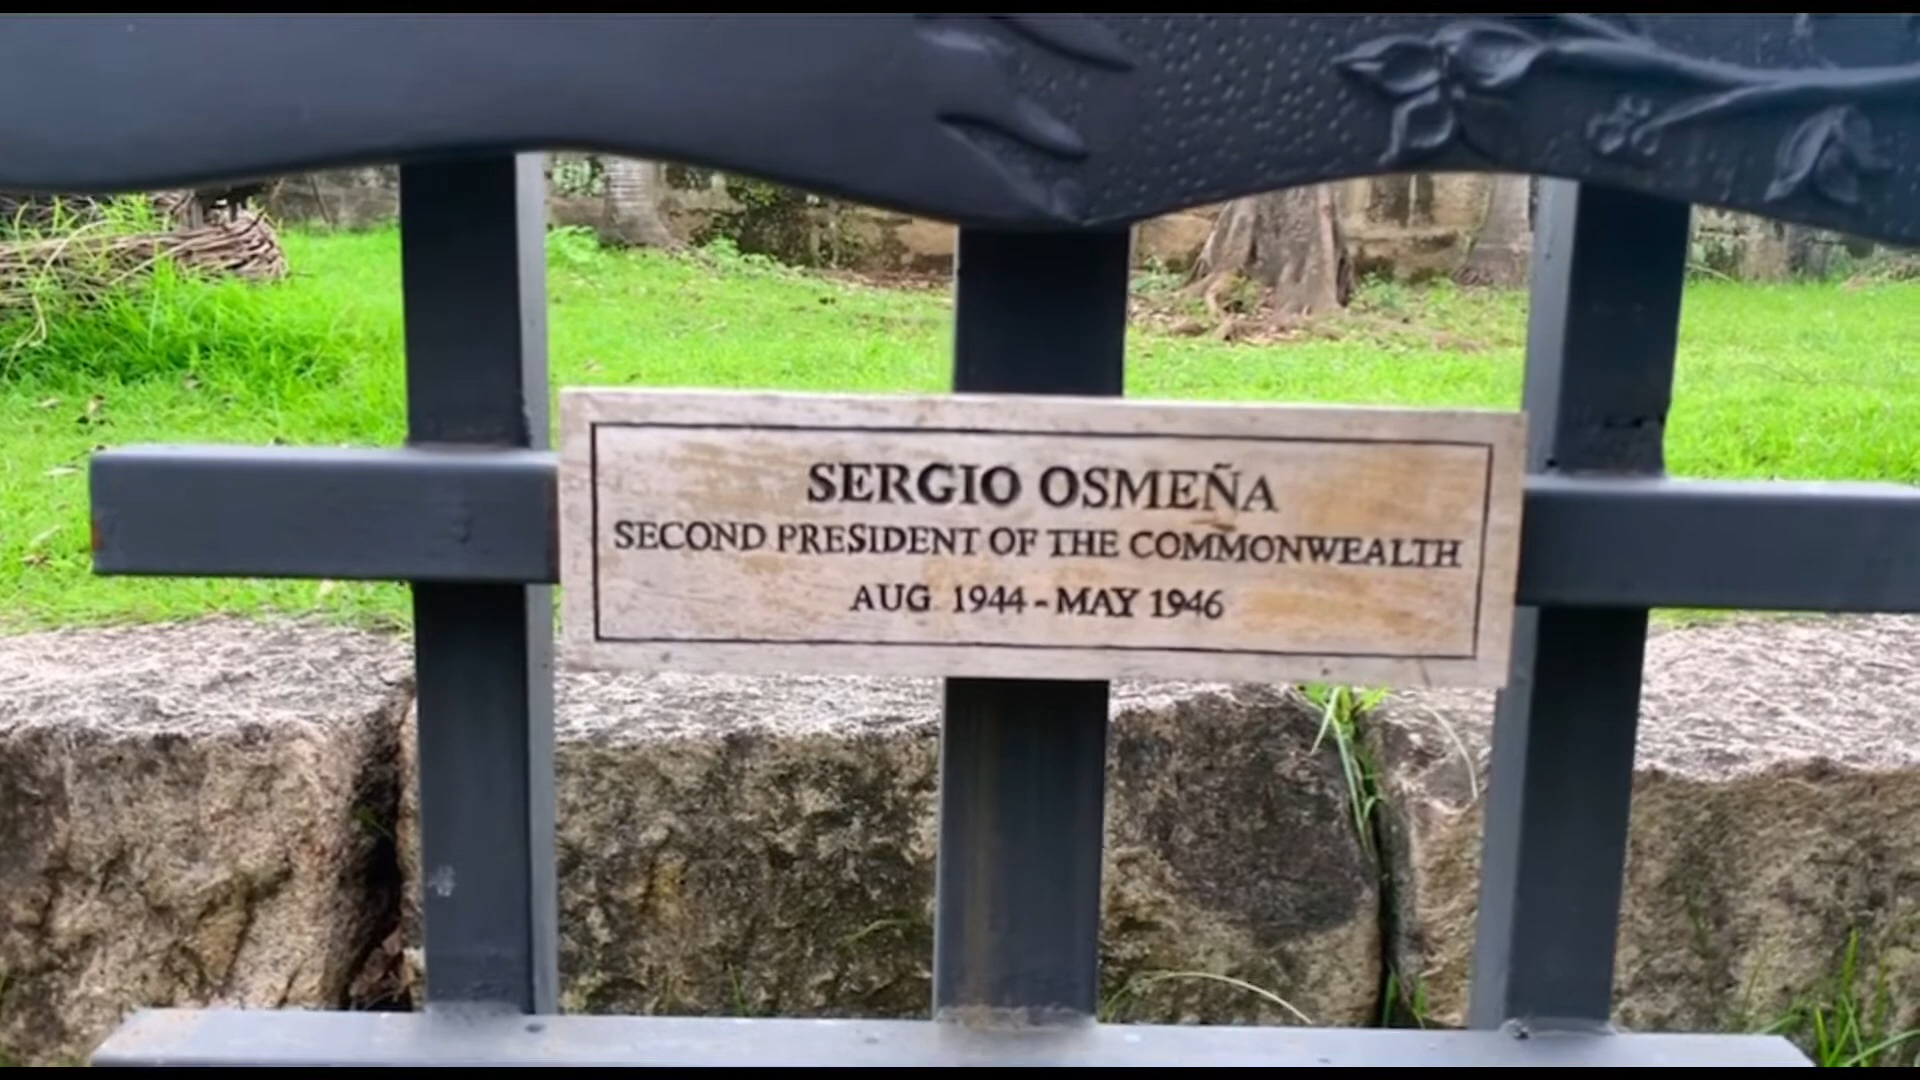 SERGIO OSMEÑA
SECOND PRESIDENT OF THE COMMONWEALTH
AUG 1944 - MAY 1946